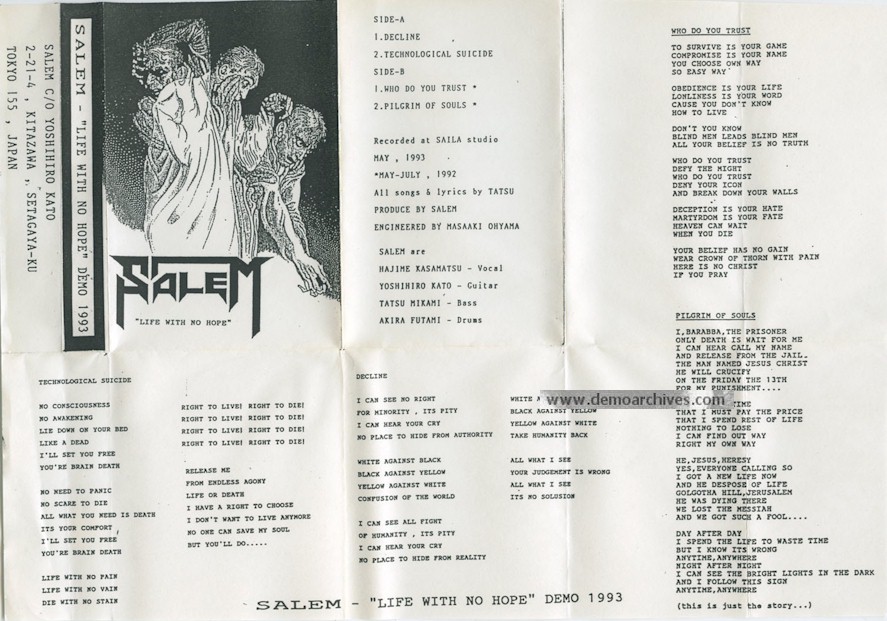 SALEM C/O YOSHIHIRO KATO
2-21-4 , KITAZAWA , SETAGAYA-KU
TOKYO 155 , JAPAN
SALEM - "LIFE WITH NO HOPE" DEMO 1993
SALEM
"LIFE WITH NO HOPE"
SIDE-A
1.DECLINE
2.TECHNOLOGICAL SUICIDE
SIDE-B
1.WHO DO YOU TRUST *
2.PILGRIM OF SOULS *
Recorded at SAILA studio
MAY , 1993
*MAY-JULY , 1992
All songs & lyrics by TATSU
PRODUCE BY SALEM
ENGINEERED BY MASAAKI OHYAMA
SALEM are
HAJIME KASAMATSU - Vocal
YOSHIHIRO KATO - Guitar
TATSU MIKAMI - Bass
AKIRA FUTAMI - Drums
WHO DO YOU TRUST
TO SURVIVE IS YOUR GAME
COMPROMISE IS YOUR NAME
YOU CHOOSE OWN WAY
SO EASY WAY
OBEDIENCE IS YOUR LIFE
LONLINESS IS YOUR WORD
CAUSE YOU DON'T KNOW
HOW TO LIVE
DON'T YOU KNOW
BLIND MEN LEADS BLIND MEN
ALL YOUR BELIEF IS NO TRUTH
WHO DO YOU TRUST
DEFY THE MIGHT
WHO DO YOU TRUST
DENY YOUR ICON
AND BREAK DOWN YOUR WALLS
DECEPTION IS YOUR HATE
MARTYRDOM IS YOUR FATE
HEAVEN CAN WAIT
WHEN YOU DIE
YOUR BELIEF HAS NO GAIN
WEAR CROWN OF THORN WITH PAIN
HERE IS NO CHRIST
IF YOU PRAY
PILGRIM OF SOULS
I,BARABBA,THE PRISONER
ONLY DEATH IS WAIT FOR ME
I CAN HEAR CALL MY NAME
AND RELEASE FROM THE JAIL
THE MAN NAMED JESUS CHRIST
HE WILL CRUCIFY
ON THE FRIDAY THE 13TH
FOR MY PUNISHMENT....
TIME
THAT I MUST PAY THE PRICE
THAT I SPEND REST OF LIFE
NOTHING TO LOSE
I CAN FIND OUT WAY
RIGHT MY OWN WAY
HE,JESUS,HERESY
YES,EVERYONE CALLING SO
I GOT A NEW LIFE NOW
AND HE DESPOSE OF LIFE
GOLGOTHA HILL,JERUSALEM
HE WAS DYING THERE
WE LOST THE MESSIAH
AND WE GOT SUCH A FOOL....
DAY AFTER DAY
I SPEND THE LIFE TO WASTE TIME
BUT I KNOW ITS WRONG
ANYTIME,ANYWHERE
NIGHT AFTER NIGHT
I CAN SEE THE BRIGHT LIGHTS IN THE DARK
AND I FOLLOW THIS SIGN
ANYTIME,ANYWHERE
(this is just the story...)
TECHNOLOGICAL SUICIDE
NO CONSCIOUSNESS
NO AWAKENING
LIE DOWN ON YOUR BED
LIKE A DEAD
I'LL SET YOU FREE
YOU'RE BRAIN DEATH
NO NEED TO PANIC
NO SCARE TO DIE
ALL WHAT YOU NEED IS DEATH
ITS YOUR COMFORT
I'LL SET YOU FREE
YOU'RE BRAIN DEATH
LIFE WITH NO PAIN
LIFE WITH NO VAIN
DIE WITH NO STAIN
RIGHT TO LIVE! RIGHT TO DIE!
RIGHT TO LIVE! RIGHT TO DIE!
RIGHT TO LIVE! RIGHT TO DIE!
RIGHT TO LIVE! RIGHT TO DIE!
RELEASE ME
FROM ENDLESS AGONY
LIFE OR DEATH
I HAVE A RIGHT TO CHOOSE
I DON'T WANT TO LIVE ANYMORE
NO ONE CAN SAVE MY SOUL
BUT YOU'LL DO.....
DECLINE
I CAN SEE NO RIGHT
FOR MINORITY , ITS PITY
I CAN HEAR YOUR CRY
NO PLACE TO HIDE FROM AUTHORITY
WHITE AGAINST BLACK
BLACK AGAINST YELLOW
YELLOW AGAINST WHITE
CONFUSION OF THE WORLD
I CAN SEE ALL FIGHT
OF HUMANITY , ITS PITY
I CAN HEAR YOUR CRY
NO PLACE TO HIDE FROM REALITY
WHITE
BLACK AGAINST YELLOW
YELLOW AGAINST WHITE
TAKE HUMANITY BACK
ALL WHAT I SEE
YOUR JUDGEMENT IS WRONG
ALL WHAT I SEE
ITS NO SOLUSION
www.demoarchives.com
SALEM - "LIFE WITH NO HOPE" DEMO 1993